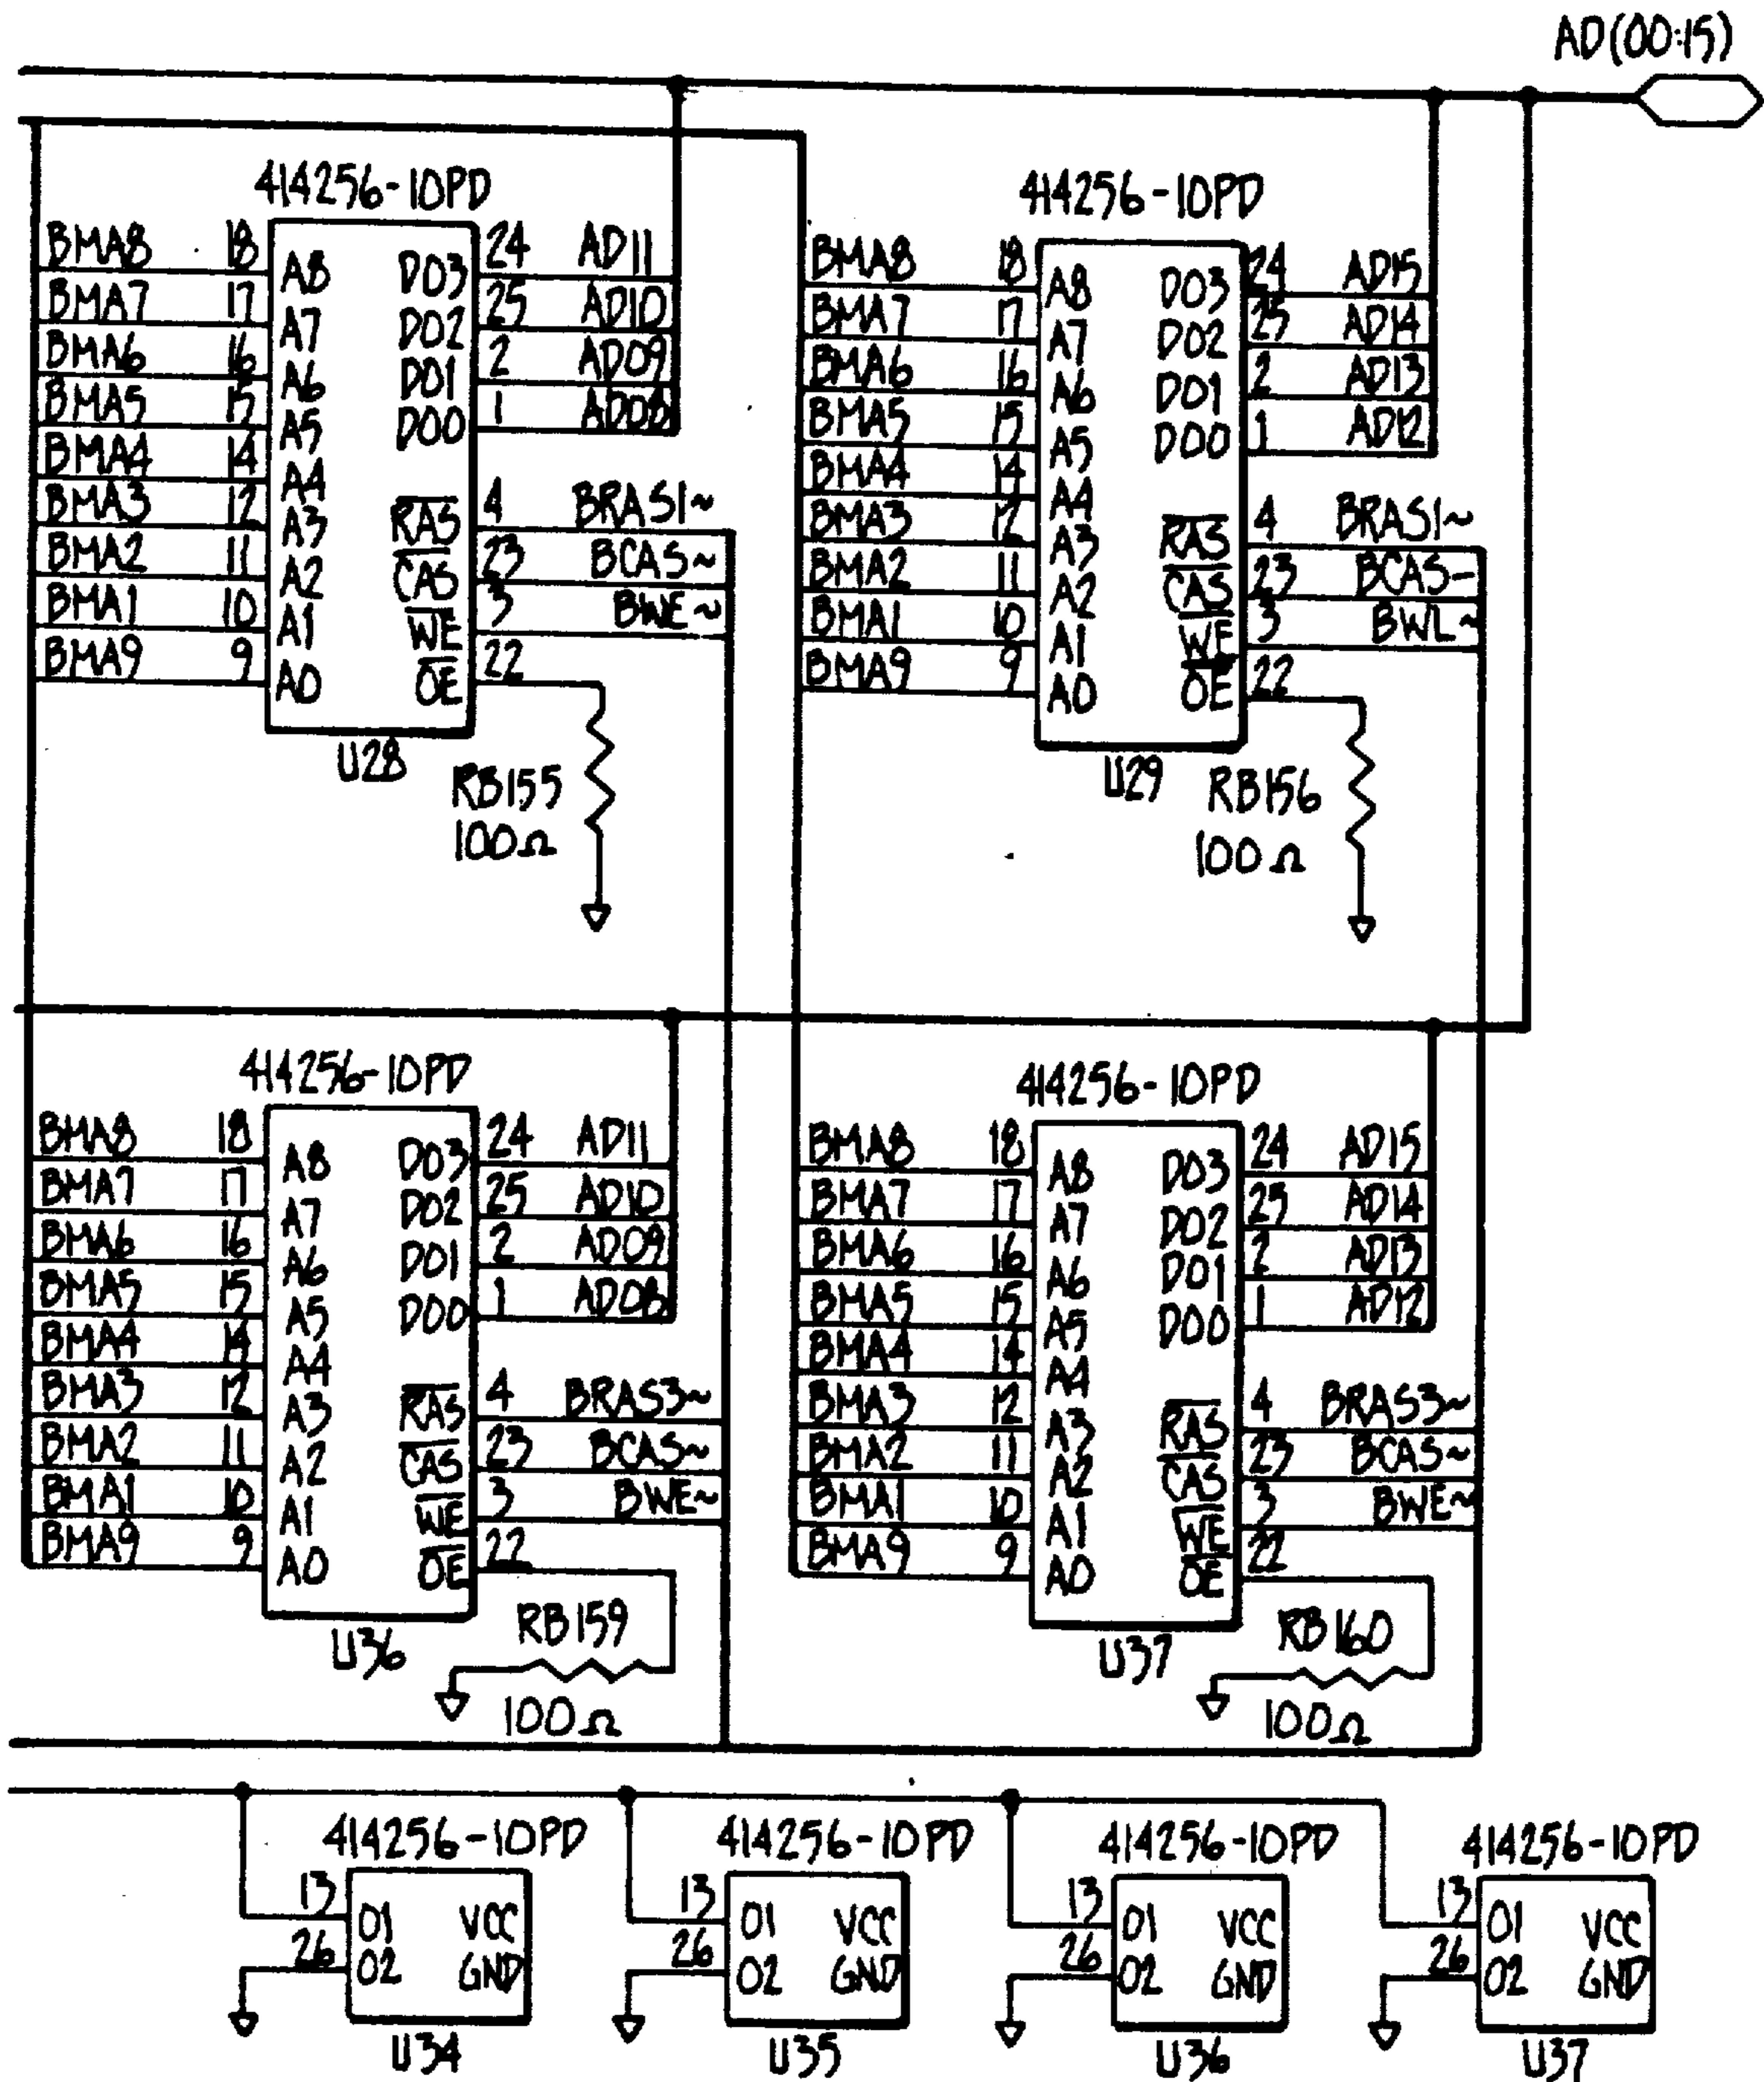 AD(00:15)
414256-10PD
BMA8 18 A8 DO3 24 AD11
BMA7 17 A7 DO2 25 AD10
BMA6 16 A6 DO1 2 AD09
BMA5 15 A5 DO0 1 AD08
BMA4 14 A4
BMA3 12 A3 RAS 4 BRAS1~
BMA2 11 A2 CAS 23 BCAS~
BMA1 10 A1 WE 3 BWE~
BMA9 9 A0 OE 22
U28
RB155
100Ω
414256-10PD
BMA8 18 A8 DO3 24 AD15
BMA7 17 A7 DO2 25 AD14
BMA6 16 A6 DO1 2 AD13
BMA5 15 A5 DO0 1 AD12
BMA4 14 A4
BMA3 12 A3 RAS 4 BRAS1~
BMA2 11 A2 CAS 23 BCAS-
BMA1 10 A1 WE 3 BWL~
BMA9 9 A0 OE 22
U29
RB156
100Ω
414256-10PD
BMA8 18 A8 DO3 24 AD11
BMA7 17 A7 DO2 25 AD10
BMA6 16 A6 DO1 2 AD09
BMA5 15 A5 DO0 1 AD08
BMA4 14 A4
BMA3 12 A3 RAS 4 BRAS3~
BMA2 11 A2 CAS 23 BCAS~
BMA1 10 A1 WE 3 BWE~
BMA9 9 A0 OE 22
U36
RB159
100Ω
414256-10PD
BMA8 18 A8 DO3 24 AD15
BMA7 17 A7 DO2 25 AD14
BMA6 16 A6 DO1 2 AD13
BMA5 15 A5 DO0 1 AD12
BMA4 14 A4
BMA3 12 A3 RAS 4 BRAS3~
BMA2 11 A2 CAS 23 BCAS~
BMA1 10 A1 WE 3 BWE~
BMA9 9 A0 OE 22
U37
RB160
100Ω
414256-10PD
13 O1 VCC
26 O2 GND
U34
414256-10PD
13 O1 VCC
26 O2 GND
U35
414256-10PD
13 O1 VCC
26 O2 GND
U36
414256-10PD
13 O1 VCC
26 O2 GND
U37